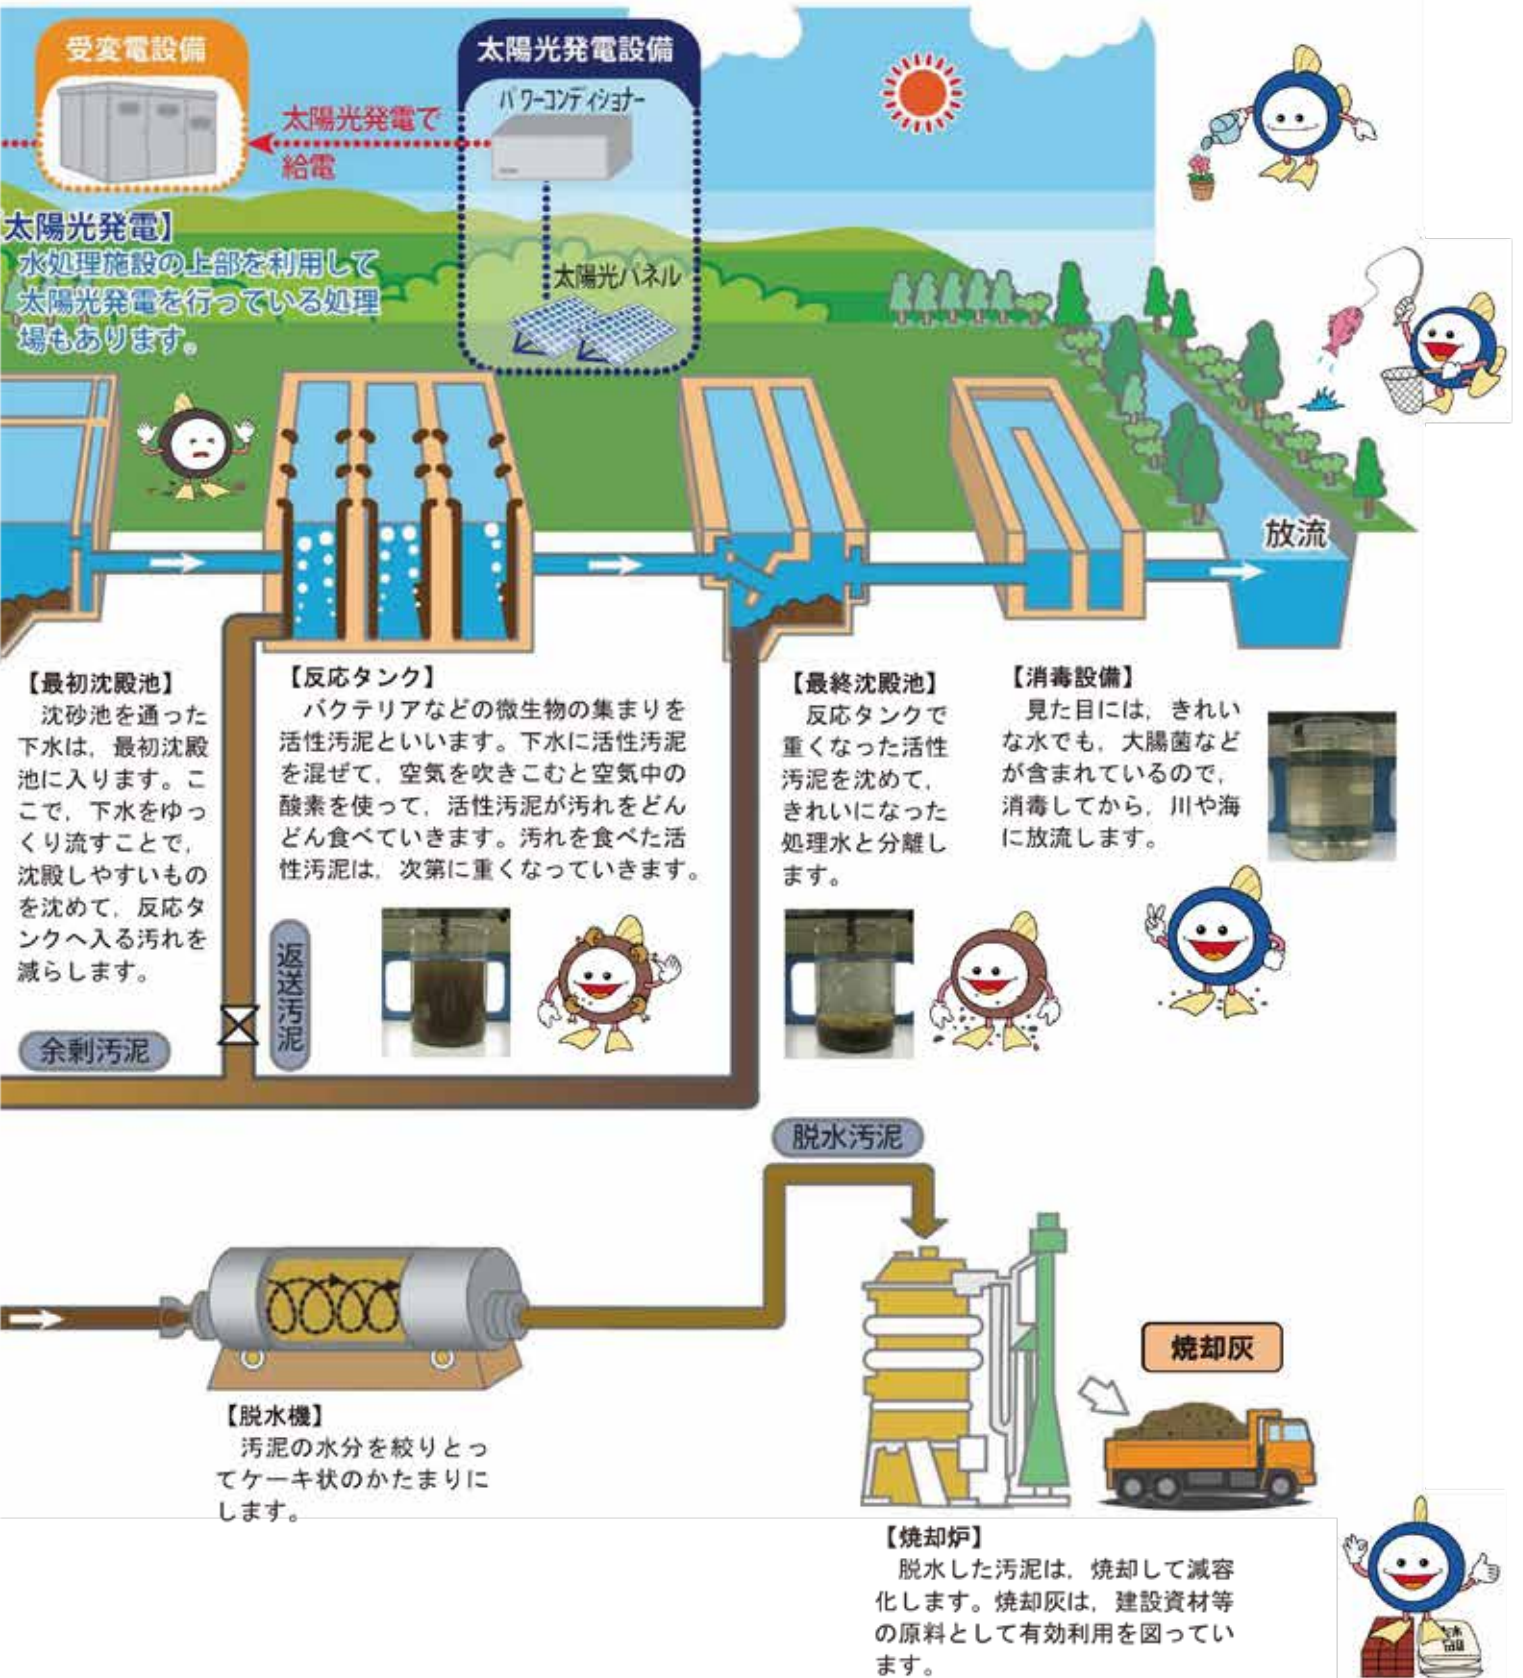 受変電設備
太陽光発電設備
パワーコンディショナー
太陽光発電で
給電
太陽光発電】
水処理施設の上部を利用して
太陽光発電を行っている処理
場もあります。
太陽光パネル
放流
【最初沈殿池】
沈砂池を通った
下水は，最初沈殿
池に入ります。こ
こで，下水をゆっ
くり流すことで，
沈殿しやすいもの
を沈めて，反応タ
ンクへ入る汚れを
減らします。
【反応タンク】
バクテリアなどの微生物の集まりを
活性汚泥といいます。下水に活性汚泥
を混ぜて，空気を吹きこむと空気中の
酸素を使って，活性汚泥が汚れをどん
どん食べていきます。汚れを食べた活
性汚泥は，次第に重くなっていきます。
【最終沈殿池】
反応タンクで
重くなった活性
汚泥を沈めて，
きれいになった
処理水と分離し
ます。
【消毒設備】
見た目には，きれい
な水でも，大腸菌など
が含まれているので，
消毒してから，川や海
に放流します。
返送汚泥
余剰汚泥
脱水汚泥
【脱水機】
汚泥の水分を絞りとっ
てケーキ状のかたまりに
します。
焼却灰
【焼却炉】
脱水した汚泥は，焼却して減容
化します。焼却灰は，建設資材等
の原料として有効利用を図ってい
ます。